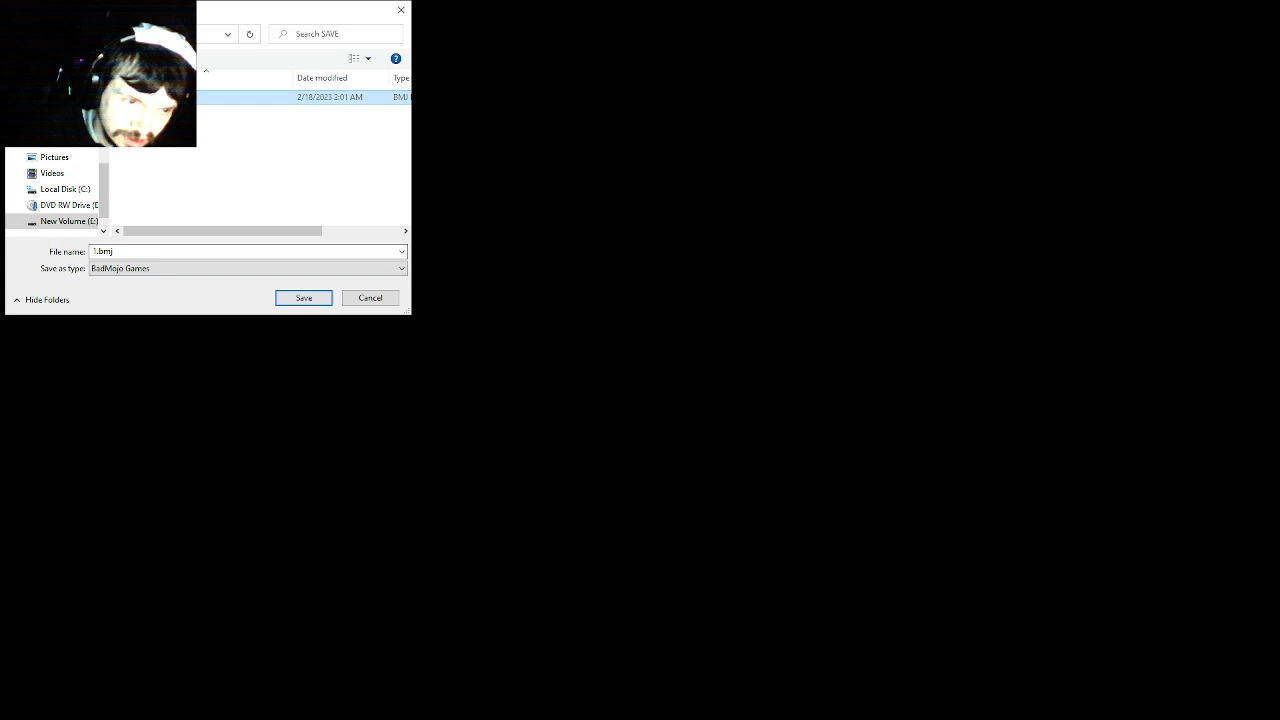 Search SAVE
Date modified Type
2/18/2023 2:01 AM BMJ
Pictures
Videos
Local Disk (C:)
DVD RW Drive (
New Volume (E:)
File name: 1.bmj
Save as type: BadMojo Games
Hide Folders Save Cancel